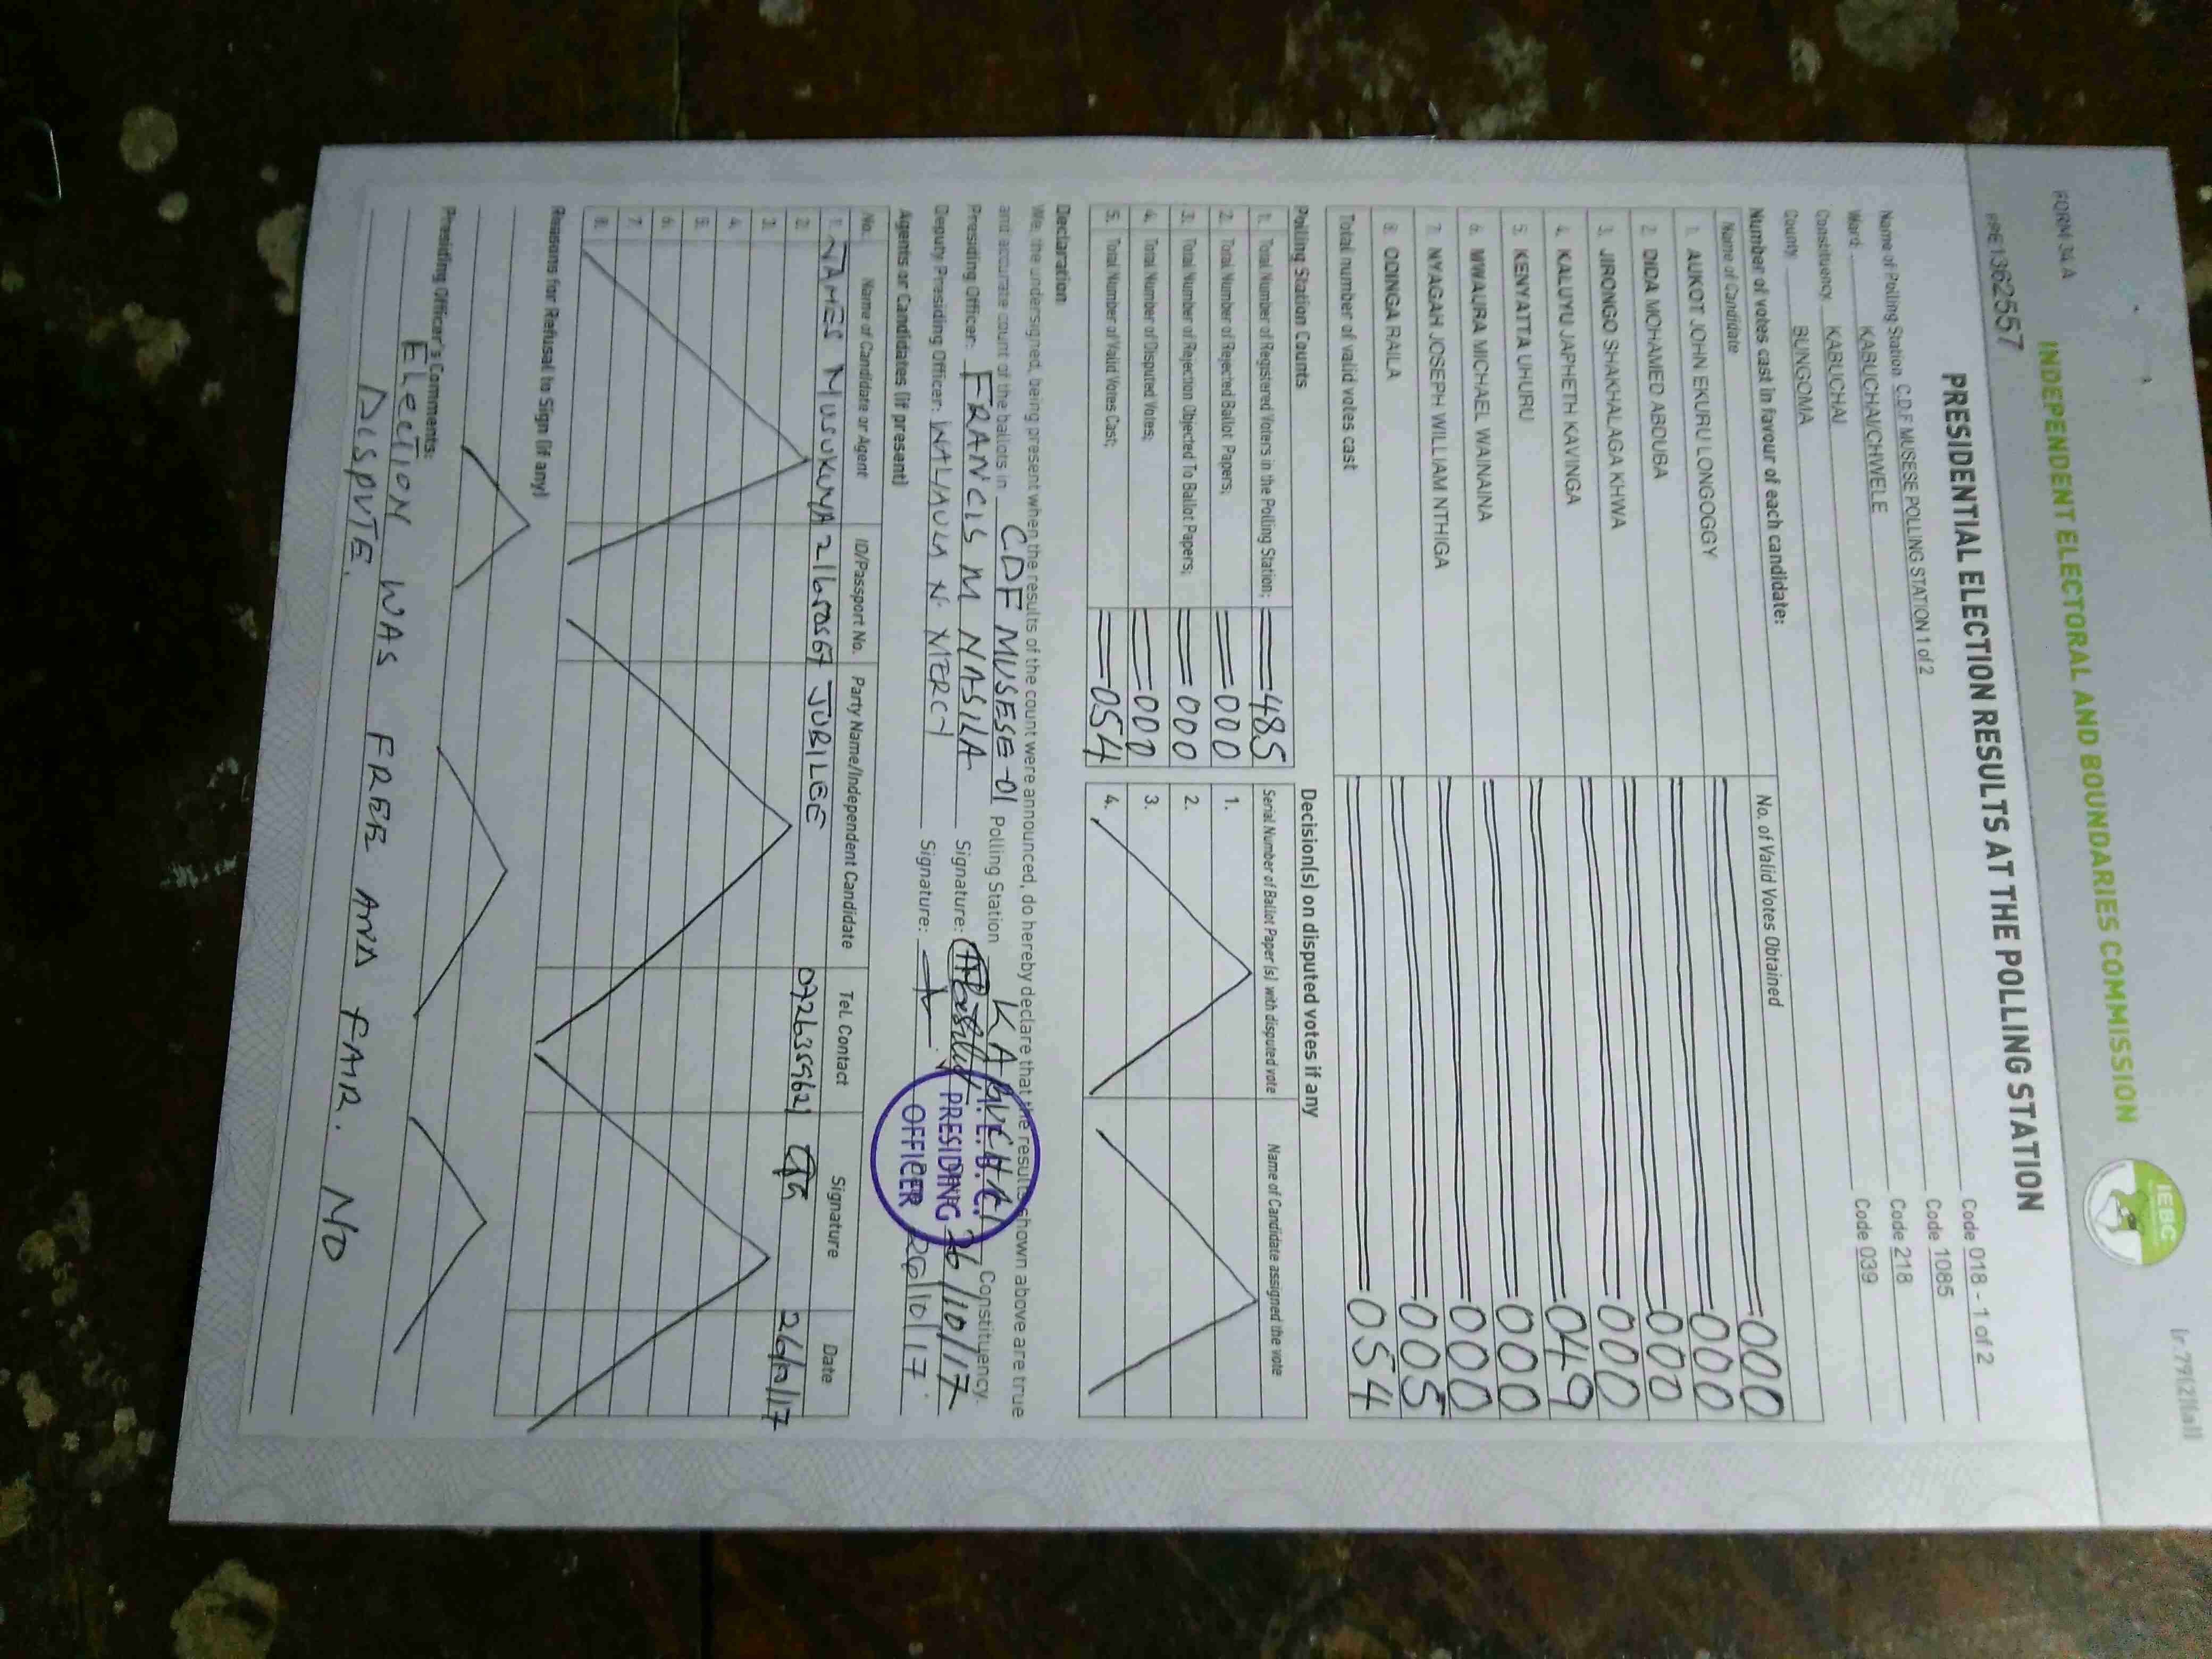 FORM 34 A
INDEPENDENT ELECTORAL AND BOUNDARIES COMMISSION
IEBC
PRE1362557
PRESIDENTIAL ELECTION RESULTS AT THE POLLING STATION
Name of Polling Station C.D.F MUSESE POLLING STATION 1 of 2 Code 018 - 1 of 2
Ward KABUCHAI/CHWELE Code 1085
Constituency KABUCHAI Code 218
County BUNGOMA Code 039
Number of votes cast in favour of each candidate:
Name of Candidate No. of Valid Votes Obtained
1. AUKOT JOHN EKURU LONGOGGY 000
2. DIDA MOHAMED ABDUBA 000
3. JIRONGO SHAKHALAGA KHWA 000
4. KALUYU JAPHETH KAVINGA 000
5. KENYATTA UHURU 049
6. MWAURA MICHAEL WAINAINA 000
7. NYAGAH JOSEPH WILLIAM NTHIGA 000
8. ODINGA RAILA 005
Total number of valid votes cast 054
Polling Station Counts
1. Total Number of Registered Voters in the Polling Station; 485
2. Total Number of Rejected Ballot Papers; 000
3. Total Number of Rejection Objected To Ballot Papers; 000
4. Total Number of Disputed Votes; 000
5. Total Number of Valid Votes Cast; 054
Decision(s) on disputed votes if any
Serial Number of Ballot Paper (s) with disputed vote Name of Candidate assigned the vote
1.
2.
3.
4.
Declaration
We, the undersigned, being present when the results of the count were announced, do hereby declare that the results shown above are true
and accurate count of the ballots in CDF MUSESE-01 Polling Station KABUCHAI Constituency.
Presiding Officer: FRANCIS M NASILA Signature: 26/10/17
Deputy Presiding Officer: WALIAULA N. MERCY Signature: 26/10/17
I.E.B.C.
PRESIDING
OFFICER
Agents or Candidates (if present)
No. Name of Candidate or Agent ID/Passport No. Party Name/Independent Candidate Tel. Contact Signature Date
1. JAMES MUSUKUYA 21650567 JUBILEE 0726355621 26/10/17
2.
3.
4.
5.
6.
7.
8.
Reasons for Refusal to Sign (if any)
Presiding Officer's Comments:
ELECTION WAS FREE AND FAIR. NO
DISPUTE.